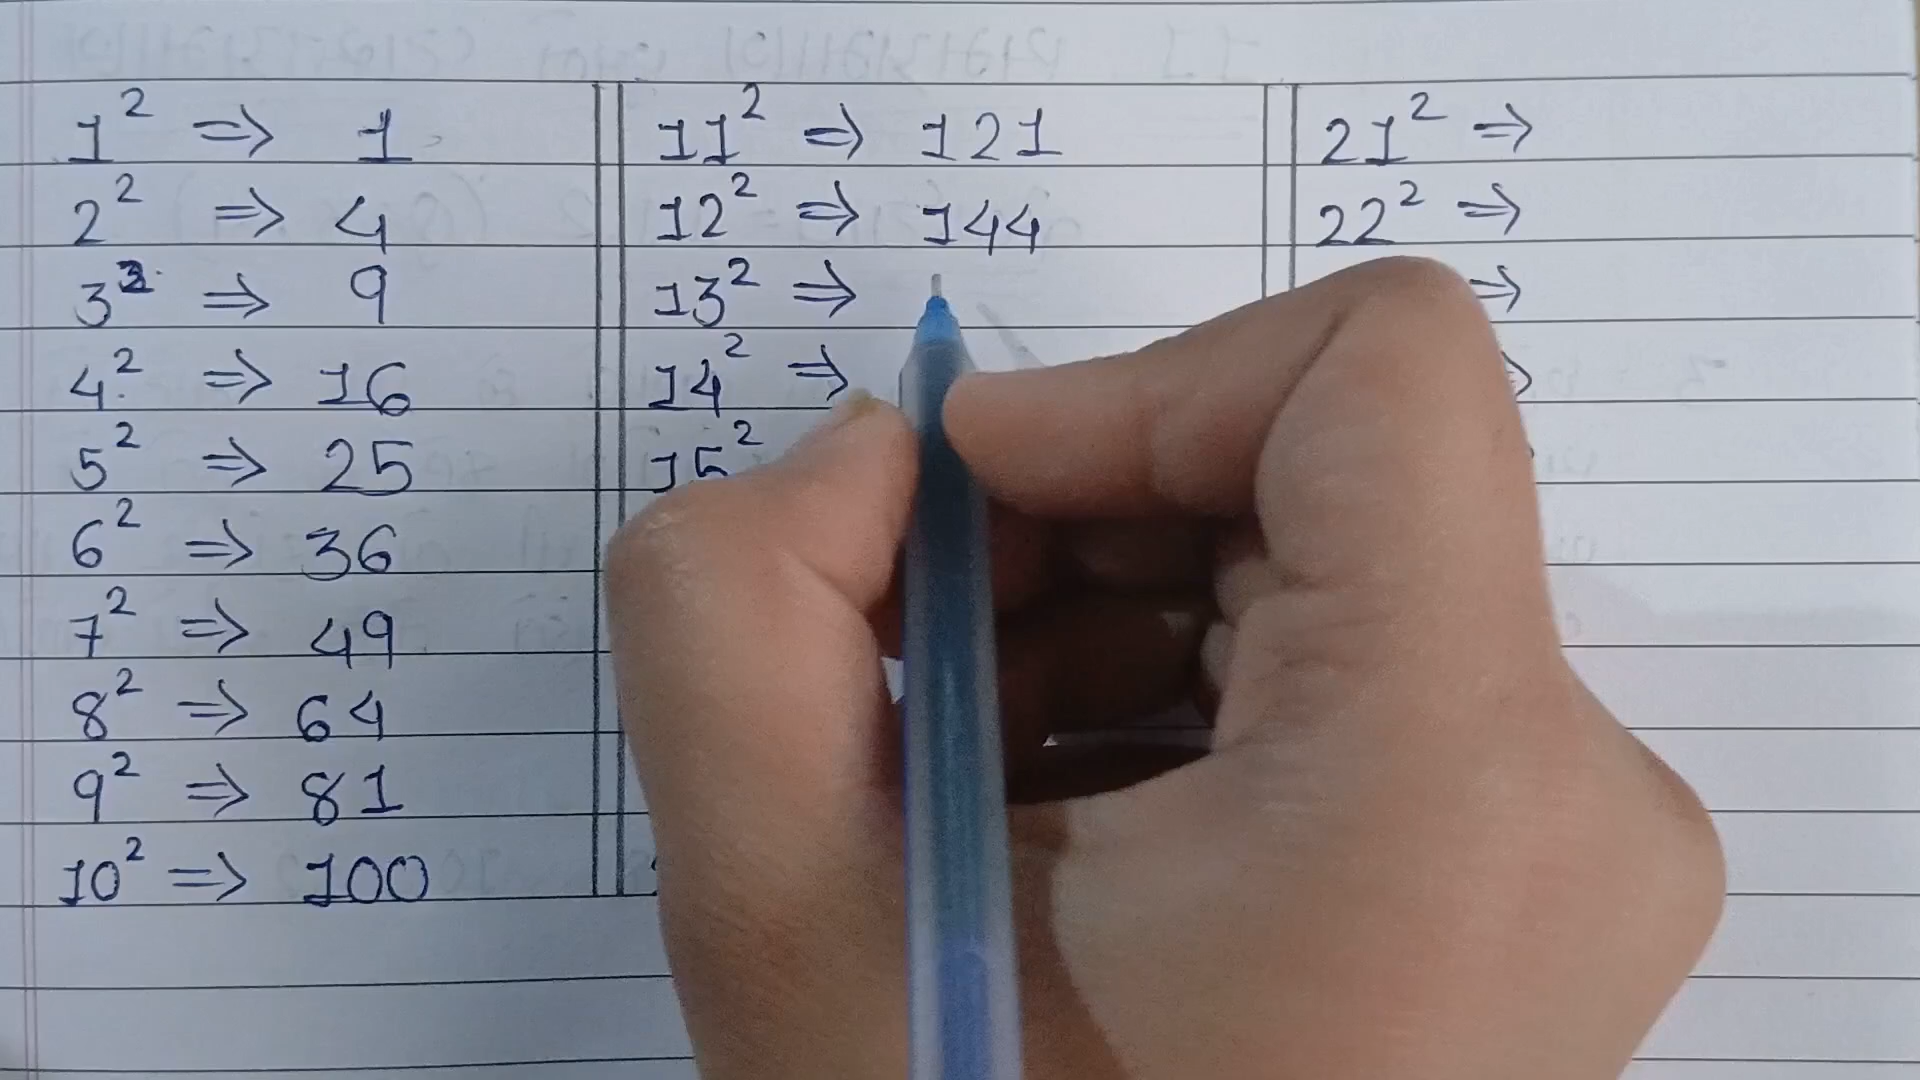 1² ⇒ 1
2² ⇒ 4
3² ⇒ 9
4² ⇒ 16
5² ⇒ 25
6² ⇒ 36
7² ⇒ 49
8² ⇒ 64
9² ⇒ 81
10² ⇒ 100
11² ⇒ 121
12² ⇒ 144
13² ⇒
14² ⇒
15²
21² ⇒
22² ⇒
⇒